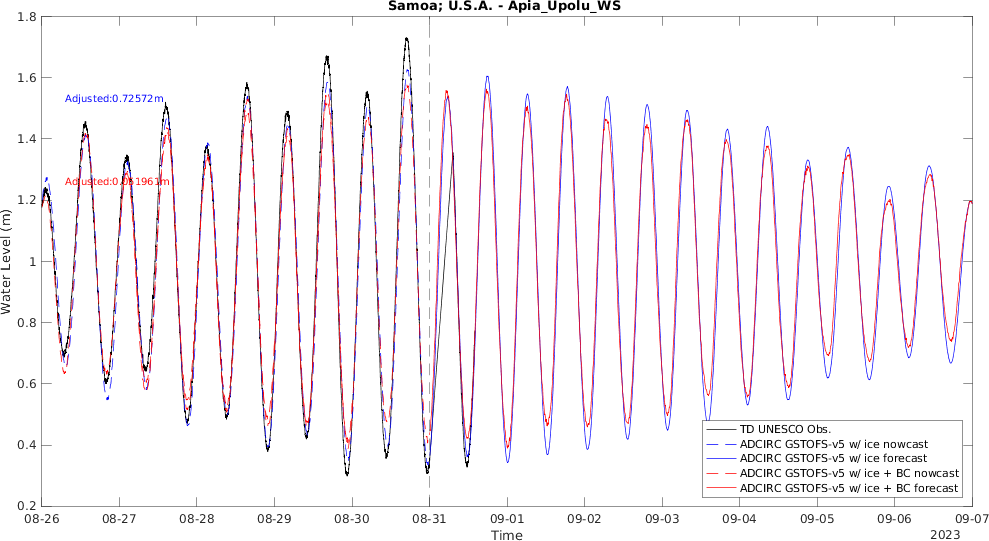 Samoa; U.S.A. - Apia_Upolu_WS
Water Level (m)
1.8
1.6
1.4
1.2
1
0.8
0.6
0.4
0.2
Adjusted:0.72572m
Adjusted:0.051961m
TD UNESCO Obs.
ADCIRC GSTOFS-v5 w/ ice nowcast
ADCIRC GSTOFS-v5 w/ ice forecast
ADCIRC GSTOFS-v5 w/ ice + BC nowcast
ADCIRC GSTOFS-v5 w/ ice + BC forecast
08-26 08-27 08-28 08-29 08-30 08-31 09-01 09-02 09-03 09-04 09-05 09-06 09-07
Time
2023